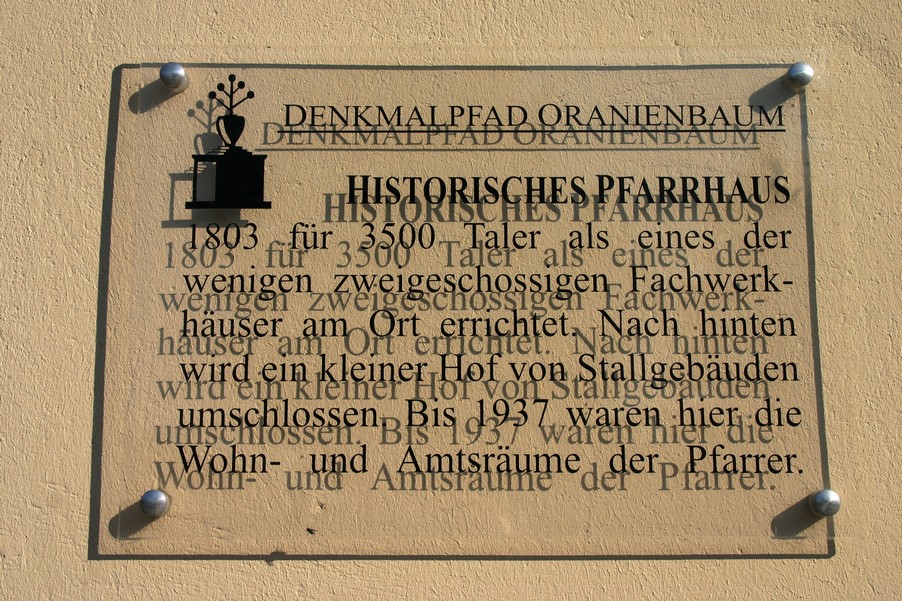 DENKMALPFAD ORANIENBAUM
HISTORISCHES PFARRHAUS
1803 für 3500 Taler als eines der
wenigen zweigeschossigen Fachwerk-
häuser am Ort errichtet. Nach hinten
wird ein kleiner Hof von Stallgebäuden
umschlossen. Bis 1937 waren hier die
Wohn- und Amtsräume der Pfarrer.